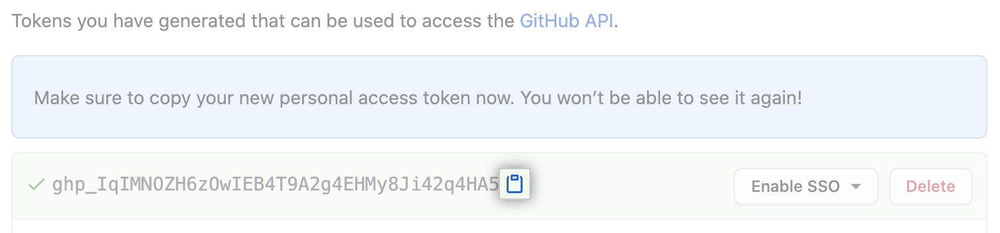 Tokens you have generated that can be used to access the GitHub API.
Make sure to copy your new personal access token now. You won’t be able to see it again!
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 Enable SSO Delete